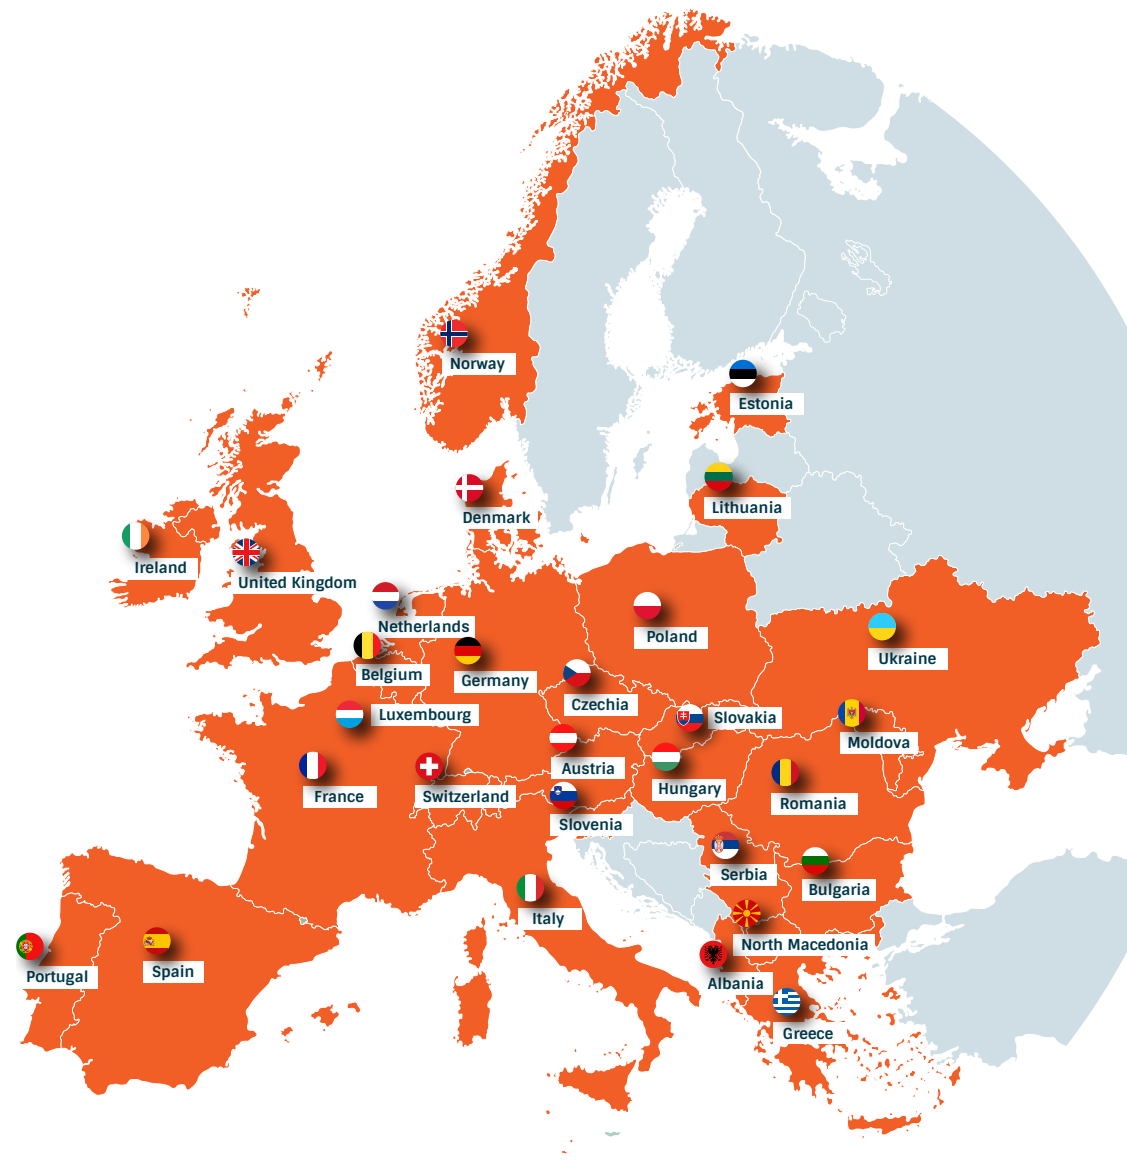 Norway
Estonia
Lithuania
Denmark
Ireland
United Kingdom
Netherlands
Poland
Ukraine
Belgium
Germany
Czechia
Luxembourg
Slovakia
Moldova
Austria
Hungary
France
Switzerland
Romania
Slovenia
Serbia
Bulgaria
Italy
North Macedonia
Spain
Portugal
Albania
Greece